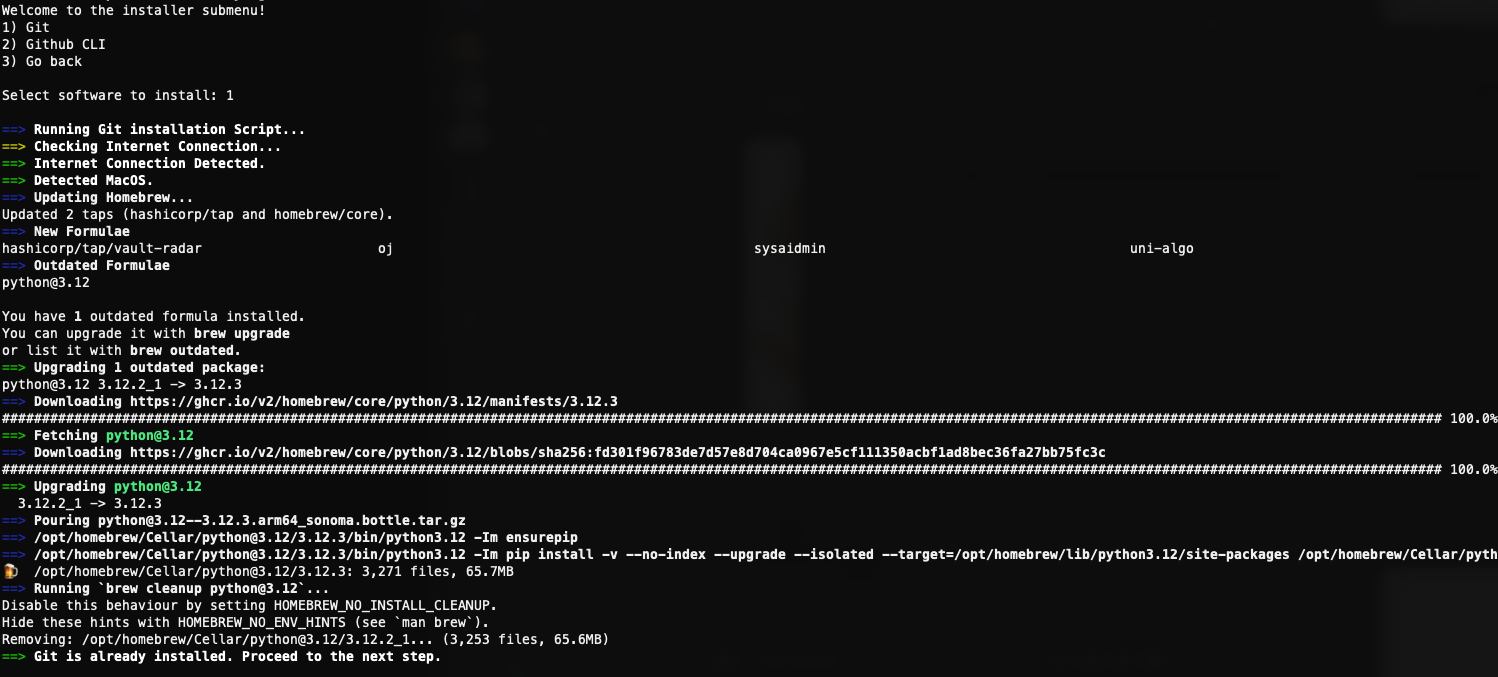 Welcome to the installer submenu!
1) Git
2) Github CLI
3) Go back
Select software to install: 1
==> Running Git installation Script...
==> Checking Internet Connection...
==> Internet Connection Detected.
==> Detected MacOS.
==> Updating Homebrew...
Updated 2 taps (hashicorp/tap and homebrew/core).
==> New Formulae
hashicorp/tap/vault-radar oj sysaidmin uni-algo
==> Outdated Formulae
python@3.12
You have 1 outdated formula installed.
You can upgrade it with brew upgrade
or list it with brew outdated.
==> Upgrading 1 outdated package:
python@3.12 3.12.2_1 -> 3.12.3
==> Downloading https://ghcr.io/v2/homebrew/core/python/3.12/manifests/3.12.3
#################################################################################################################################################################################### 100.0%
==> Fetching python@3.12
==> Downloading https://ghcr.io/v2/homebrew/core/python/3.12/blobs/sha256:fd301f96783de7d57e8d704ca0967e5cf111350acbf1ad8bec36fa27bb75fc3c
#################################################################################################################################################################################### 100.0%
==> Upgrading python@3.12
3.12.2_1 -> 3.12.3
==> Pouring python@3.12--3.12.3.arm64_sonoma.bottle.tar.gz
==> /opt/homebrew/Cellar/python@3.12/3.12.3/bin/python3.12 -Im ensurepip
==> /opt/homebrew/Cellar/python@3.12/3.12.3/bin/python3.12 -Im pip install -v --no-index --upgrade --isolated --target=/opt/homebrew/lib/python3.12/site-packages /opt/homebrew/Cellar/pyth
🍺 /opt/homebrew/Cellar/python@3.12/3.12.3: 3,271 files, 65.7MB
==> Running `brew cleanup python@3.12`...
Disable this behaviour by setting HOMEBREW_NO_INSTALL_CLEANUP.
Hide these hints with HOMEBREW_NO_ENV_HINTS (see `man brew`).
Removing: /opt/homebrew/Cellar/python@3.12/3.12.2_1... (3,253 files, 65.6MB)
==> Git is already installed. Proceed to the next step.